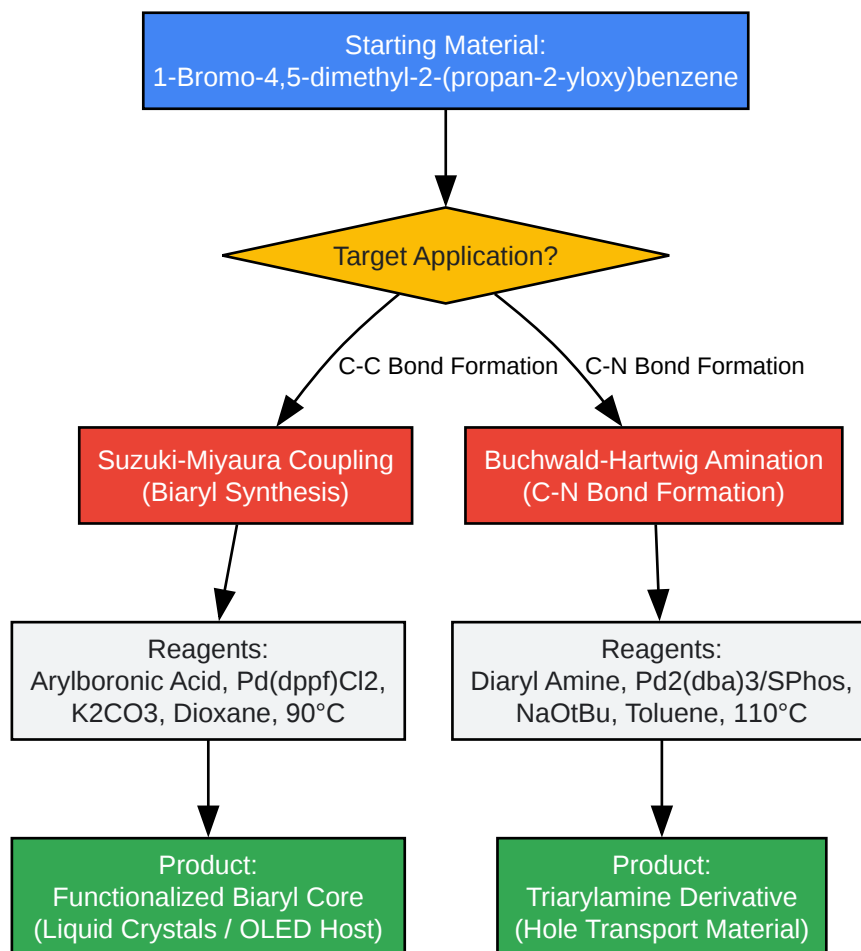 Starting Material:
1-Bromo-4,5-dimethyl-2-(propan-2-yloxy)benzene
Target Application?
C-C Bond Formation
C-N Bond Formation
Suzuki-Miyaura Coupling
(Biaryl Synthesis)
Buchwald-Hartwig Amination
(C-N Bond Formation)
Reagents:
Arylboronic Acid, Pd(dppf)Cl2,
K2CO3, Dioxane, 90°C
Reagents:
Diaryl Amine, Pd2(dba)3/SPhos,
NaOtBu, Toluene, 110°C
Product:
Functionalized Biaryl Core
(Liquid Crystals / OLED Host)
Product:
Triarylamine Derivative
(Hole Transport Material)